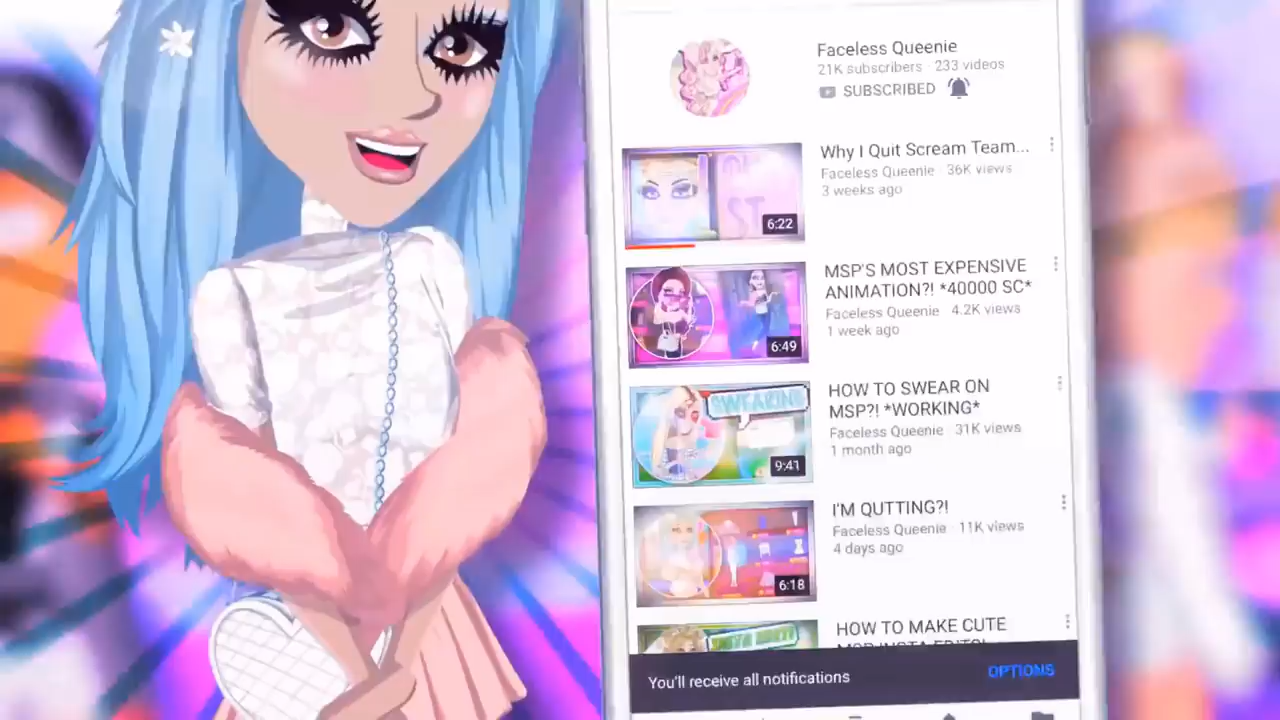 Faceless Queenie
21K subscribers · 233 videos
SUBSCRIBED
Why I Quit Scream Team...
Faceless Queenie · 36K views
3 weeks ago
6:22
MSP'S MOST EXPENSIVE
ANIMATION?! *40000 SC*
Faceless Queenie · 4.2K views
1 week ago
6:49
HOW TO SWEAR ON
MSP?! *WORKING*
Faceless Queenie · 31K views
1 month ago
SWEARING
9:41
I'M QUTTING?!
Faceless Queenie · 11K views
4 days ago
6:18
HOW TO MAKE CUTE
You'll receive all notifications
OPTIONS